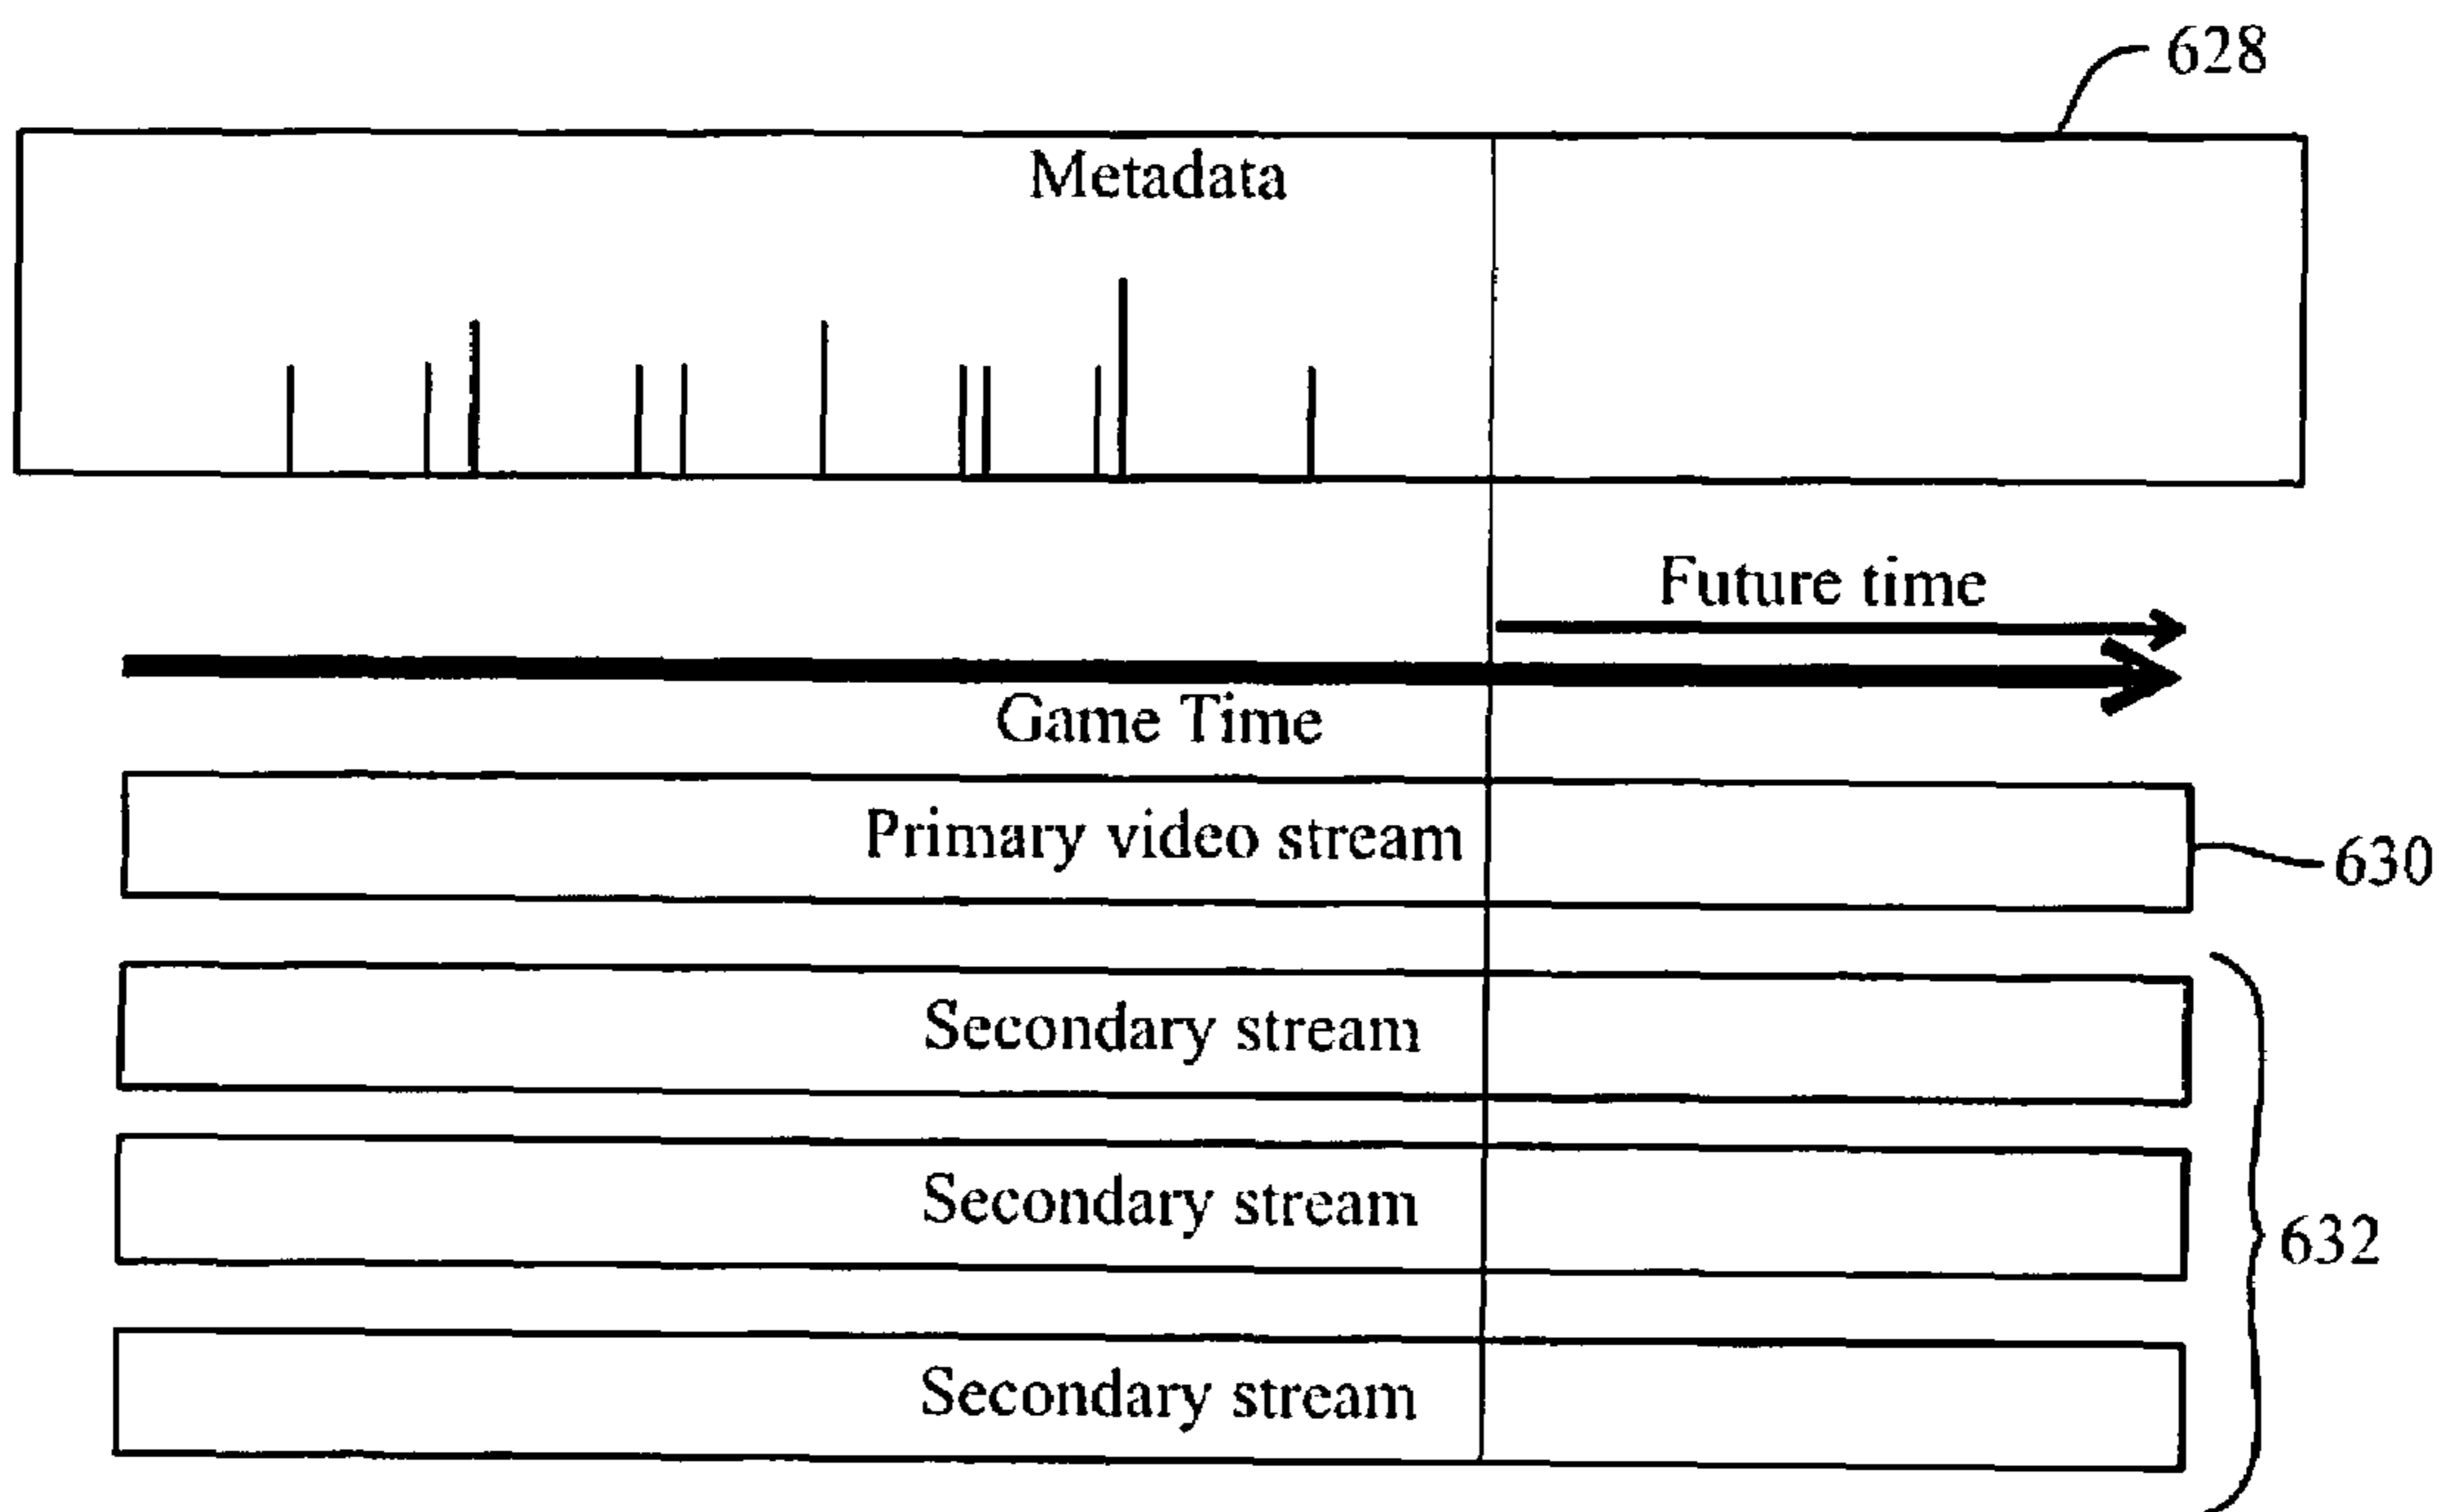 628
Metadata
Future time
Game Time
Primary video stream
630
Secondary stream
Secondary stream
632
Secondary stream